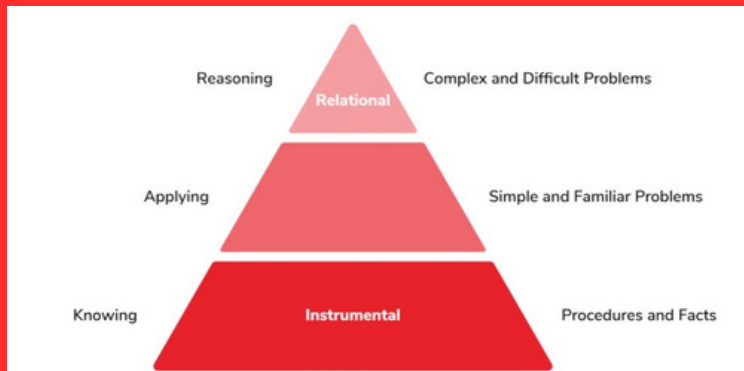 Reasoning
Relational
Complex and Difficult Problems
Applying
Simple and Familiar Problems
Knowing
Instrumental
Procedures and Facts